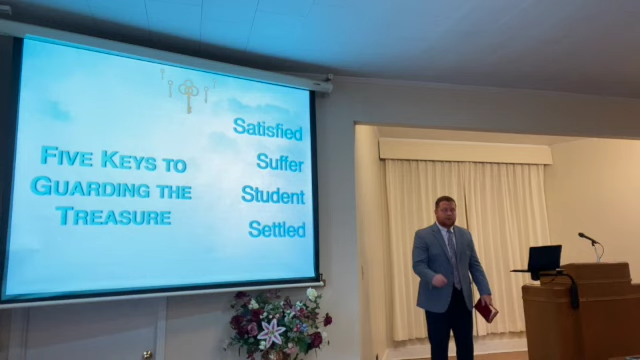 Five Keys to
Guarding the
Treasure
Satisfied
Suffer
Student
Settled